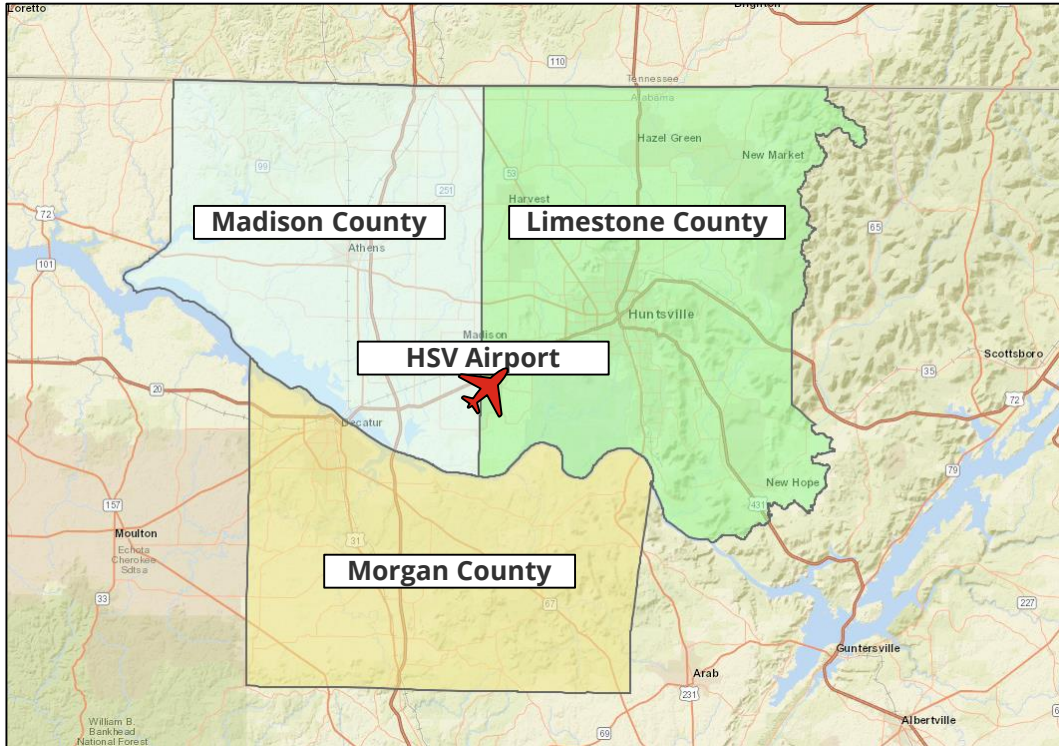 Loretto
110
Tennessee
Alabama
Hazel Green
New Market
99
251
53
Harvest
72
Madison County
Limestone County
65
Athens
101
Huntsville
Madison
HSV Airport
Scottsboro
35
20
72
Decatur
79
New Hope
431
157
Moulton
31
Echota
Cherokee
Sdtsa
Morgan County
33
67
227
Guntersville
Arab
231
William B.
Bankhead
National Forest
69
75
Albertville